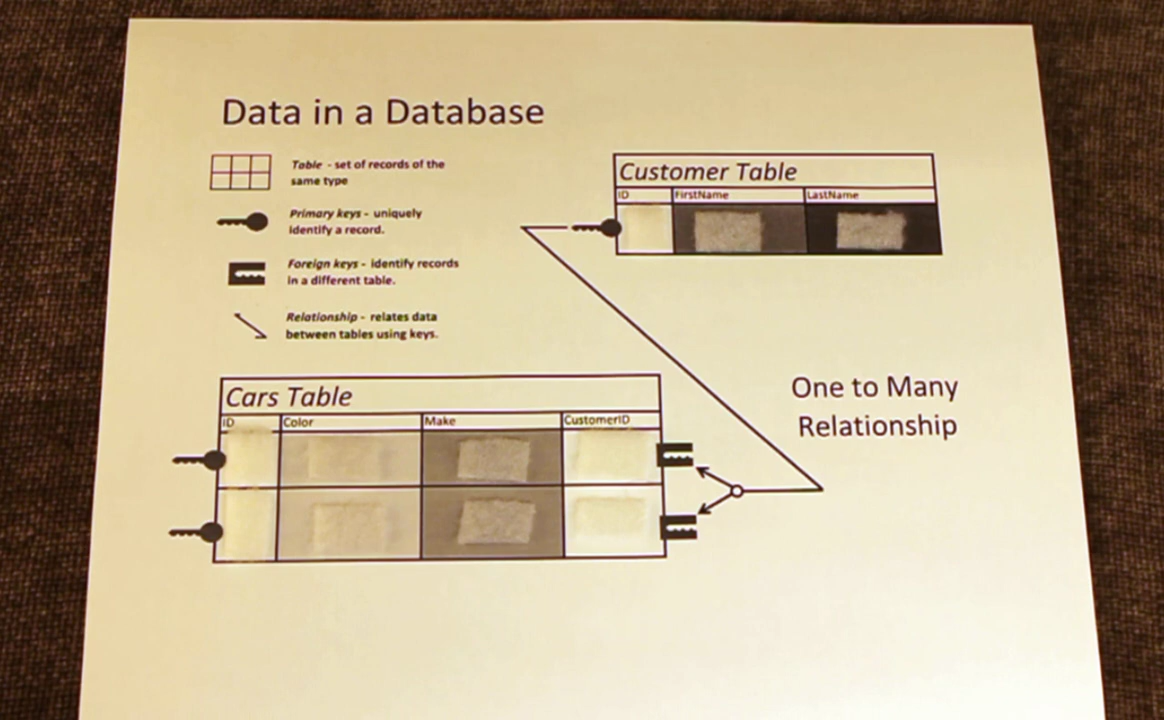 Data in a Database
Table - set of records of the
same type
Primary keys - uniquely
identify a record.
Foreign keys - identify records
in a different table.
Relationship - relates data
between tables using keys.
Customer Table
ID FirstName LastName
One to Many
Relationship
Cars Table
ID Color Make CustomerID